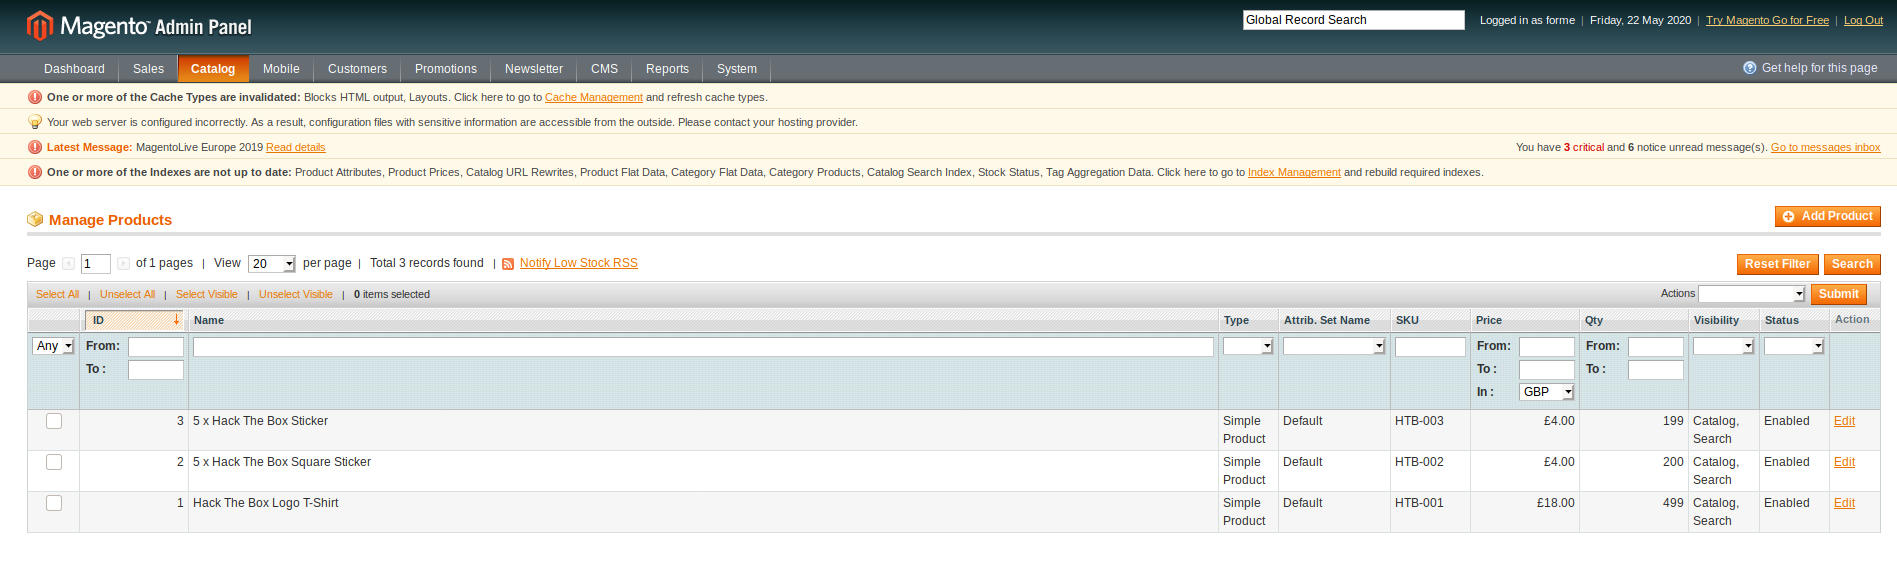 Magento™ Admin Panel
Global Record Search
Logged in as forme | Friday, 22 May 2020 | Try Magento Go for Free | Log Out
Dashboard Sales Catalog Mobile Customers Promotions Newsletter CMS Reports System Get help for this page
One or more of the Cache Types are invalidated: Blocks HTML output, Layouts. Click here to go to Cache Management and refresh cache types.
Your web server is configured incorrectly. As a result, configuration files with sensitive information are accessible from the outside. Please contact your hosting provider.
Latest Message: MagentoLive Europe 2019 Read details You have 3 critical and 6 notice unread message(s). Go to messages inbox
One or more of the Indexes are not up to date: Product Attributes, Product Prices, Catalog URL Rewrites, Product Flat Data, Category Flat Data, Category Products, Catalog Search Index, Stock Status, Tag Aggregation Data. Click here to go to Index Management and rebuild required indexes.
Manage Products Add Product
Page 1 of 1 pages | View 20 per page | Total 3 records found | Notify Low Stock RSS Reset Filter Search
Select All | Unselect All | Select Visible | Unselect Visible | 0 items selected Actions Submit
ID Name Type Attrib. Set Name SKU Price Qty Visibility Status Action
Any From: From: From:
To : To : To :
In : GBP
3 5 x Hack The Box Sticker Simple Default HTB-003 £4.00 199 Catalog, Enabled Edit
Product Search
2 5 x Hack The Box Square Sticker Simple Default HTB-002 £4.00 200 Catalog, Enabled Edit
Product Search
1 Hack The Box Logo T-Shirt Simple Default HTB-001 £18.00 499 Catalog, Enabled Edit
Product Search